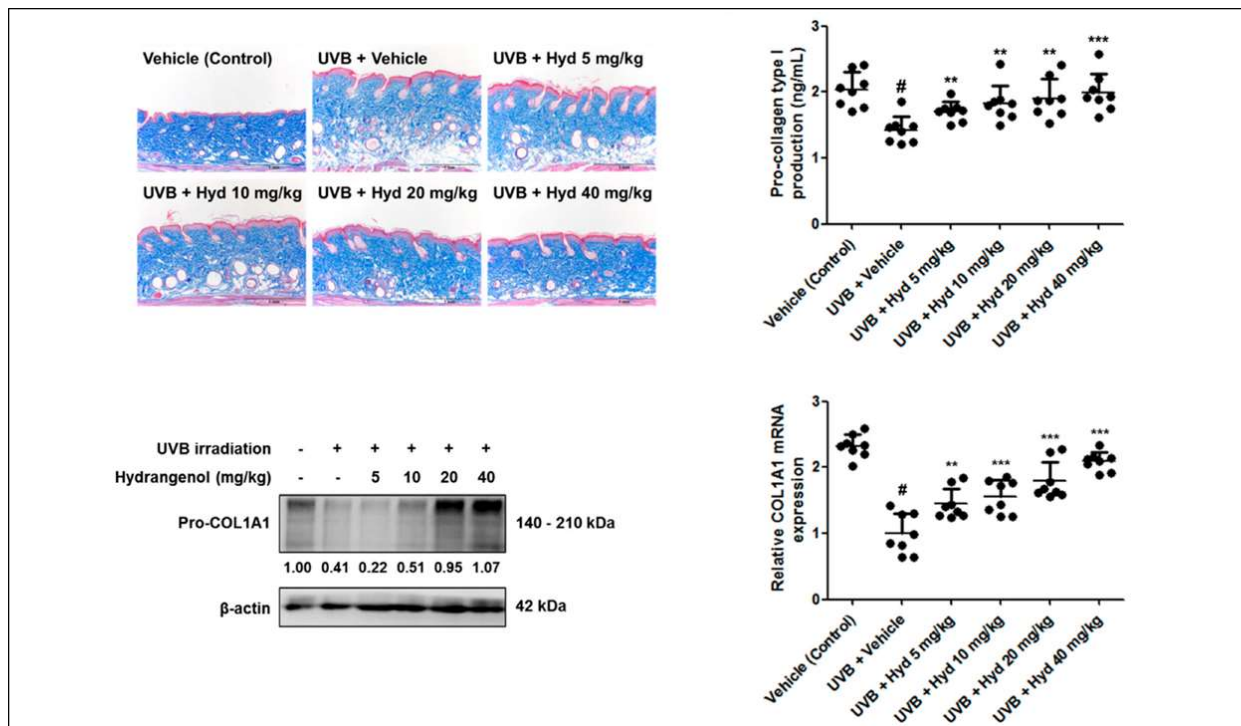 Vehicle (Control) UVB + Vehicle UVB + Hyd 5 mg/kg
UVB + Hyd 10 mg/kg UVB + Hyd 20 mg/kg UVB + Hyd 40 mg/kg
Pro-collagen type I
production (ng/mL)
3
2
1
0
# ** ** ** ***
Vehicle (Control)
UVB + Vehicle
UVB + Hyd 5 mg/kg
UVB + Hyd 10 mg/kg
UVB + Hyd 20 mg/kg
UVB + Hyd 40 mg/kg
UVB irradiation - + + + + +
Hydrangenol (mg/kg) - - 5 10 20 40
Pro-COL1A1 140 - 210 kDa
1.00 0.41 0.22 0.51 0.95 1.07
β-actin 42 kDa
Relative COL1A1 mRNA
expression
3
2
1
0
# ** *** *** ***
Vehicle (Control)
UVB + Vehicle
UVB + Hyd 5 mg/kg
UVB + Hyd 10 mg/kg
UVB + Hyd 20 mg/kg
UVB + Hyd 40 mg/kg